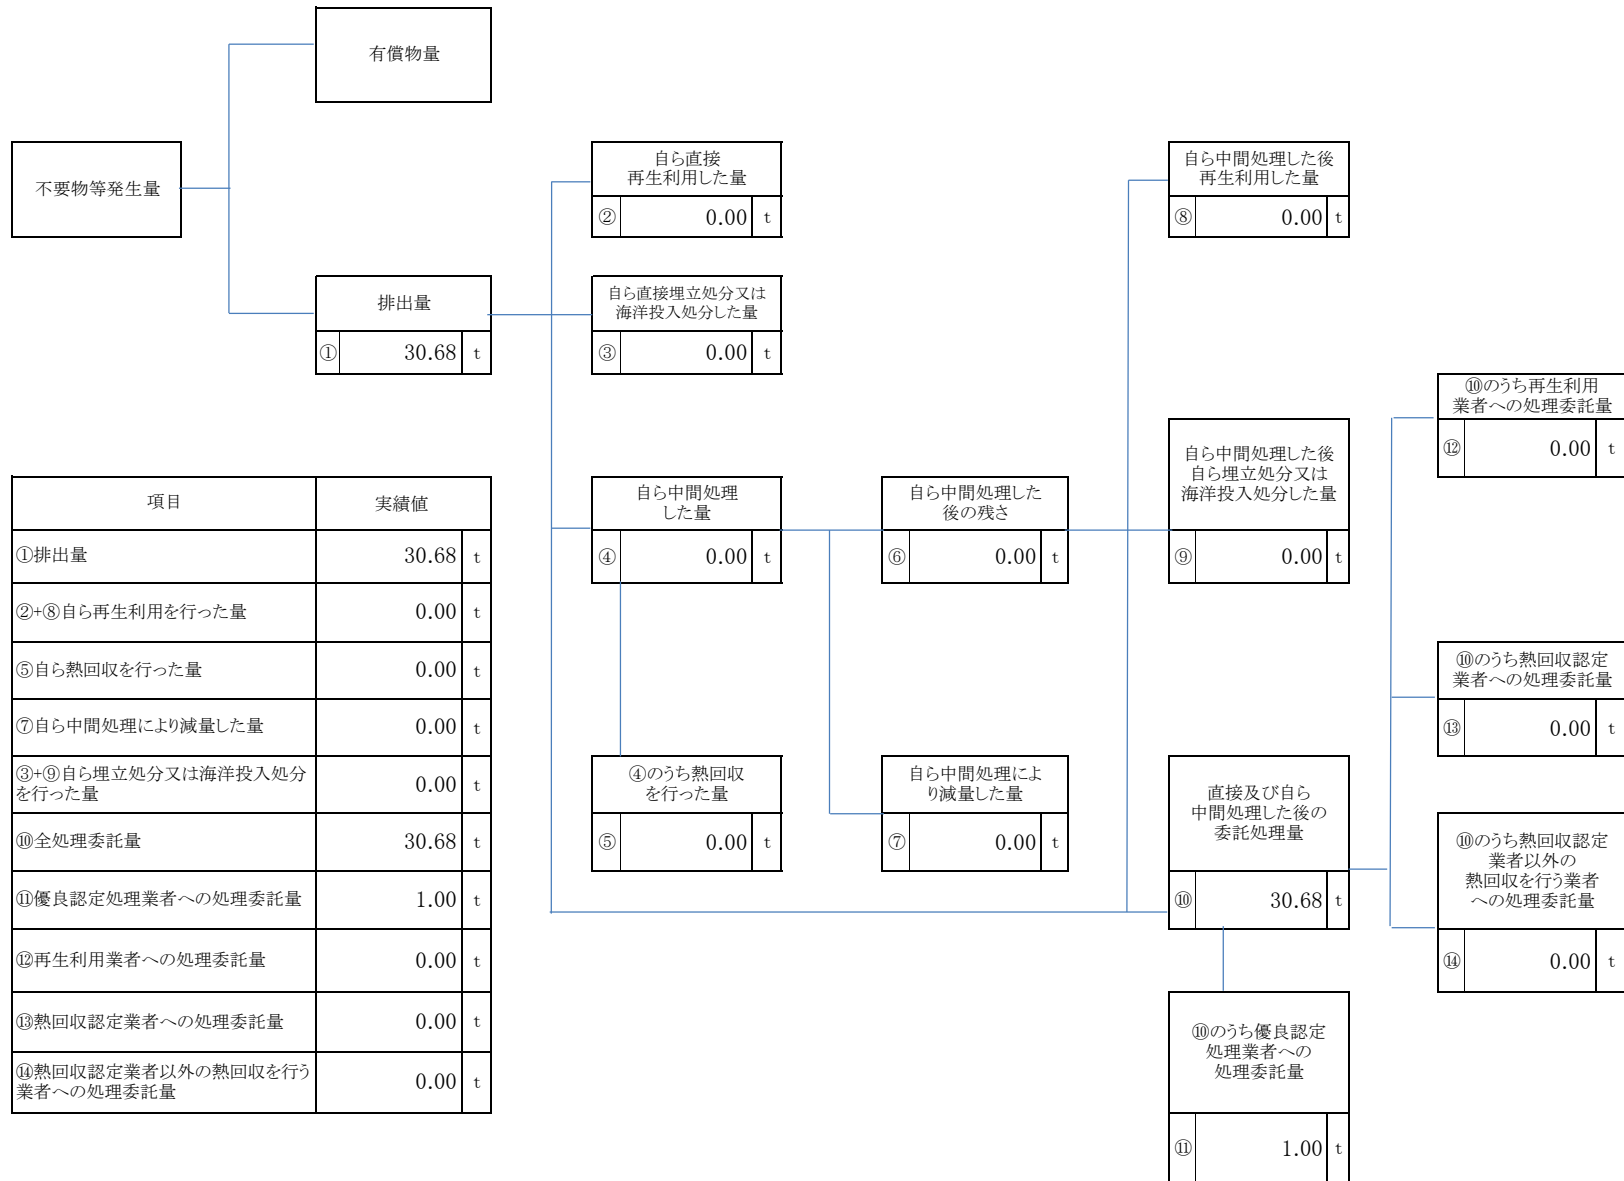 有償物量
不要物等発生量
排出量
① 30.68 t
自ら直接
再生利用した量
② 0.00 t
自ら直接埋立処分又は
海洋投入処分した量
③ 0.00 t
自ら中間処理
した量
④ 0.00 t
④のうち熱回収
を行った量
⑤ 0.00 t
自ら中間処理した
後の残さ
⑥ 0.00 t
自ら中間処理によ
り減量した量
⑦ 0.00 t
自ら中間処理した後
再生利用した量
⑧ 0.00 t
自ら中間処理した後
自ら埋立処分又は
海洋投入処分した量
⑨ 0.00 t
直接及び自ら
中間処理した後の
委託処理量
⑩ 30.68 t
⑩のうち優良認定
処理業者への
処理委託量
⑪ 1.00 t
⑩のうち再生利用
業者への処理委託量
⑫ 0.00 t
⑩のうち熱回収認定
業者への処理委託量
⑬ 0.00 t
⑩のうち熱回収認定
業者以外の
熱回収を行う業者
への処理委託量
⑭ 0.00 t
項目 実績値
①排出量 30.68 t
②+⑧自ら再生利用を行った量 0.00 t
⑤自ら熱回収を行った量 0.00 t
⑦自ら中間処理により減量した量 0.00 t
③+⑨自ら埋立処分又は海洋投入処分
を行った量 0.00 t
⑩全処理委託量 30.68 t
⑪優良認定処理業者への処理委託量 1.00 t
⑫再生利用業者への処理委託量 0.00 t
⑬熱回収認定業者への処理委託量 0.00 t
⑭熱回収認定業者以外の熱回収を行う
業者への処理委託量 0.00 t